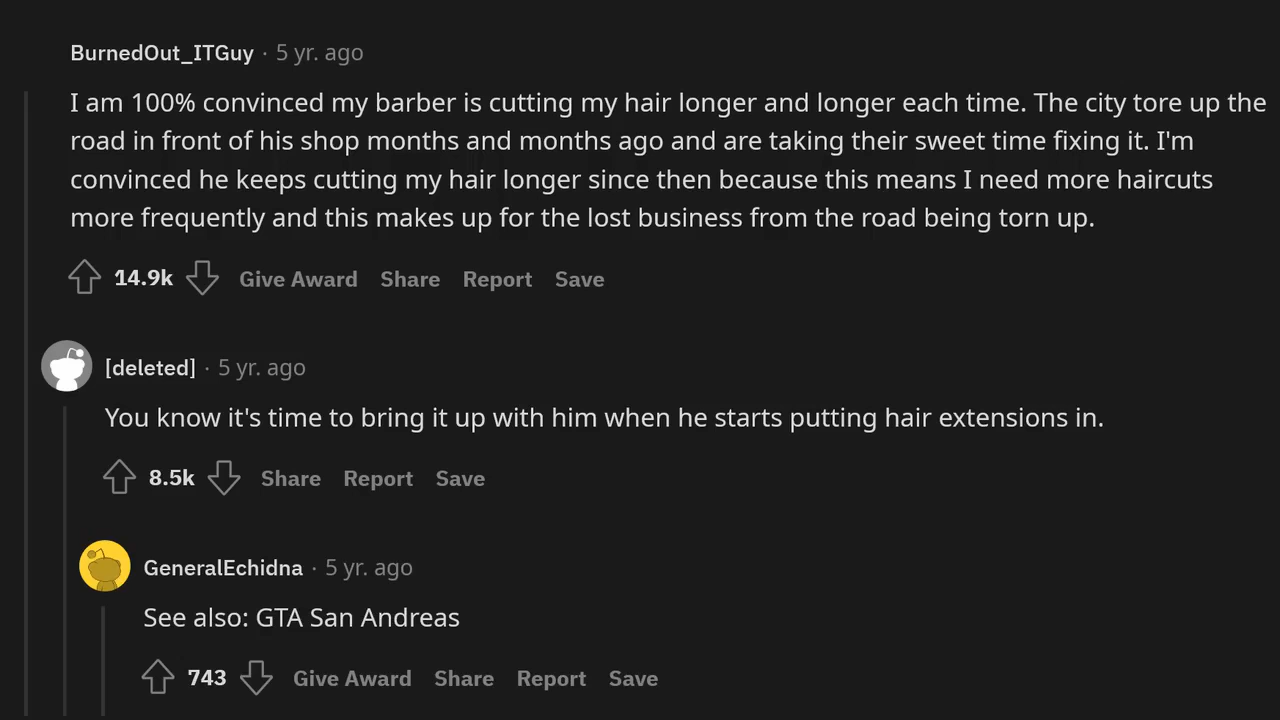 BurnedOut_ITGuy · 5 yr. ago
I am 100% convinced my barber is cutting my hair longer and longer each time. The city tore up the
road in front of his shop months and months ago and are taking their sweet time fixing it. I'm
convinced he keeps cutting my hair longer since then because this means I need more haircuts
more frequently and this makes up for the lost business from the road being torn up.
14.9k Give Award Share Report Save
[deleted] · 5 yr. ago
You know it's time to bring it up with him when he starts putting hair extensions in.
8.5k Share Report Save
GeneralEchidna · 5 yr. ago
See also: GTA San Andreas
743 Give Award Share Report Save